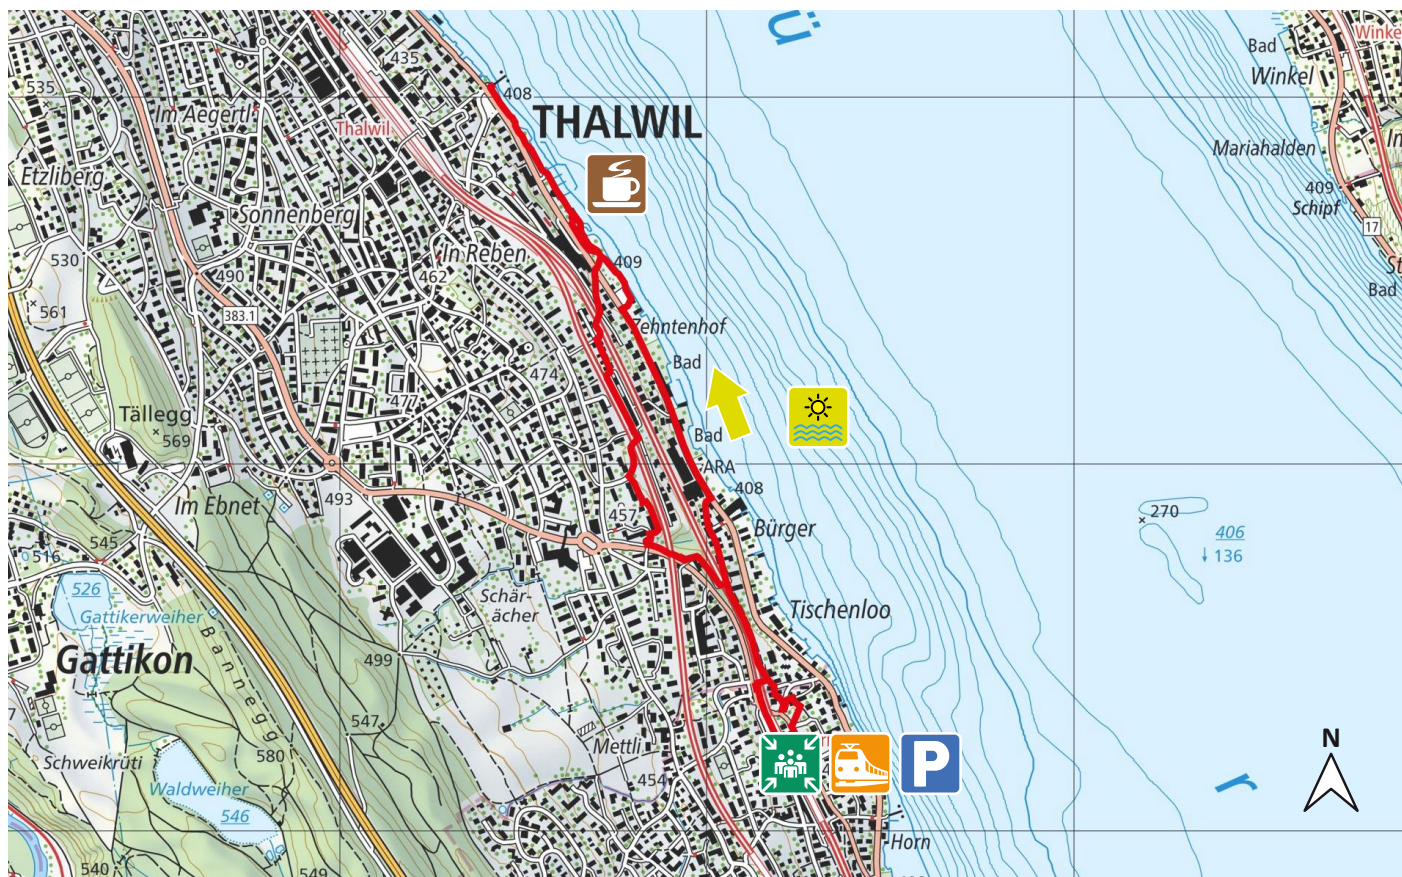 Ü
435
535
408
Bad
Winkel
Winke
Im Aegertli
THALWIL
Thalwil
Mariahalden
Etzliberg
409
Schipf
Sonnenberg
17
In Reben
530
490
462
409
St
Bad
561
383.1
Zehntenhof
Bad
474
477
Tällegg
569
Bad
ARA
408
Im Ebnet
493
457
Bürger
270
406
136
545
516
526
Gattikerweiher
Schär-
ächer
Tischenloo
Gattikon
Bannegg
499
547
580
Mettli
454
Schweikrüti
Waldweiher
546
P
N
r
Horn
540
549